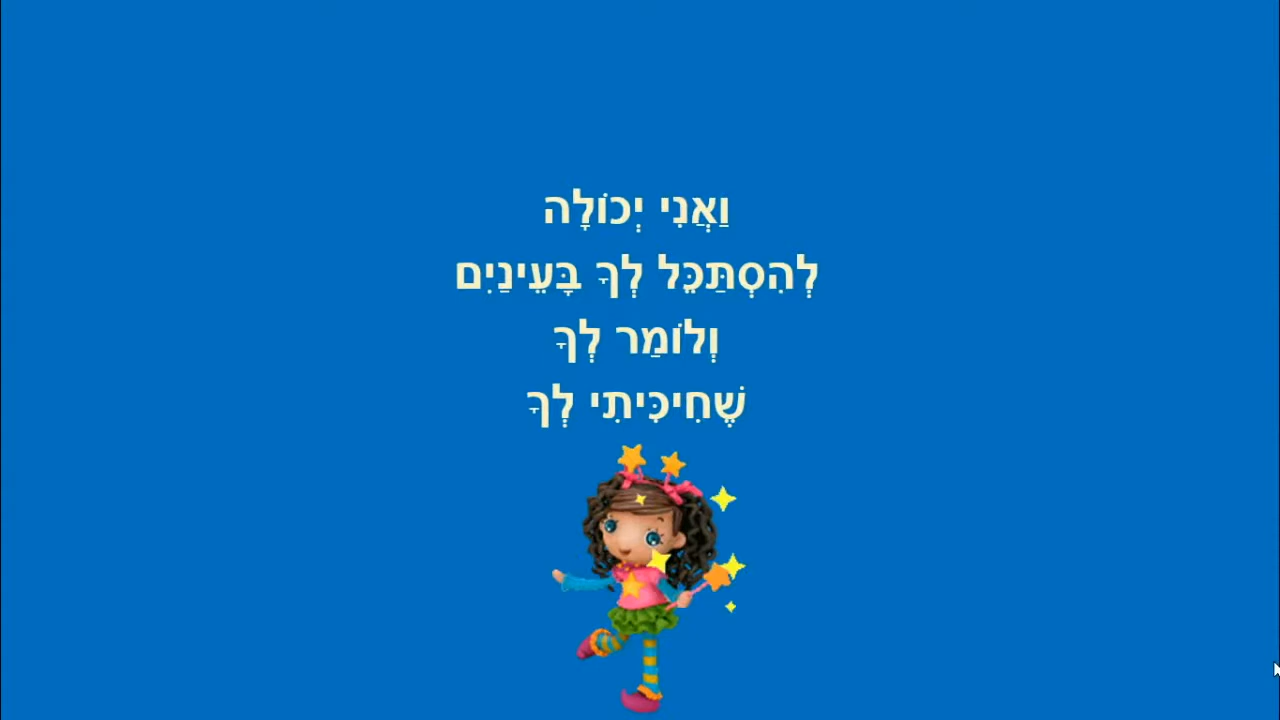 וַאֲנִי יְכוֹלָה
לְהִסְתַּכֵּל לְךָ בָּעֵינַיִם
וְלוֹמַר לְךָ
שֶׁחִיכִּיתִי לְךָ